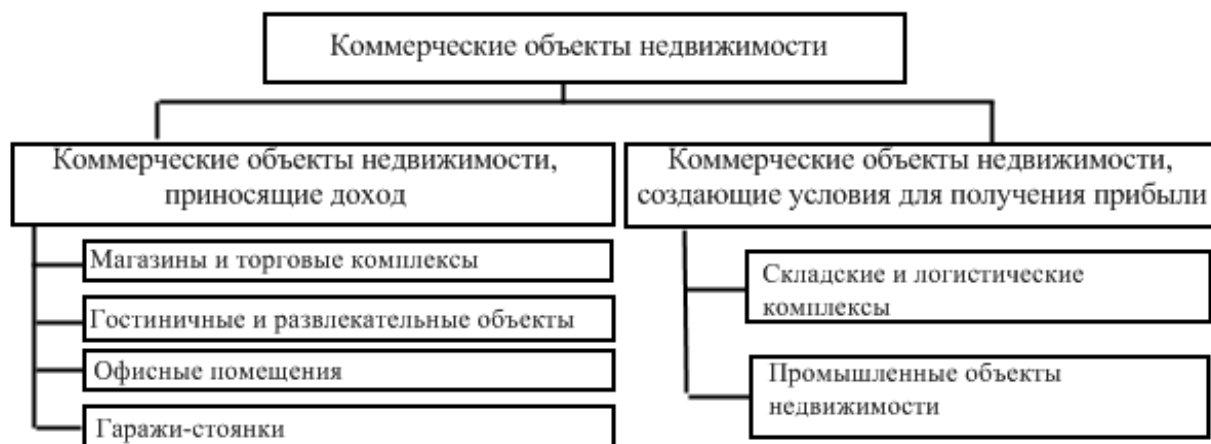 Коммерческие объекты недвижимости
Коммерческие объекты недвижимости,
приносящие доход
Магазины и торговые комплексы
Гостиничные и развлекательные объекты
Офисные помещения
Гаражи-стоянки
Коммерческие объекты недвижимости,
создающие условия для получения прибыли
Складские и логистические
комплексы
Промышленные объекты
недвижимости